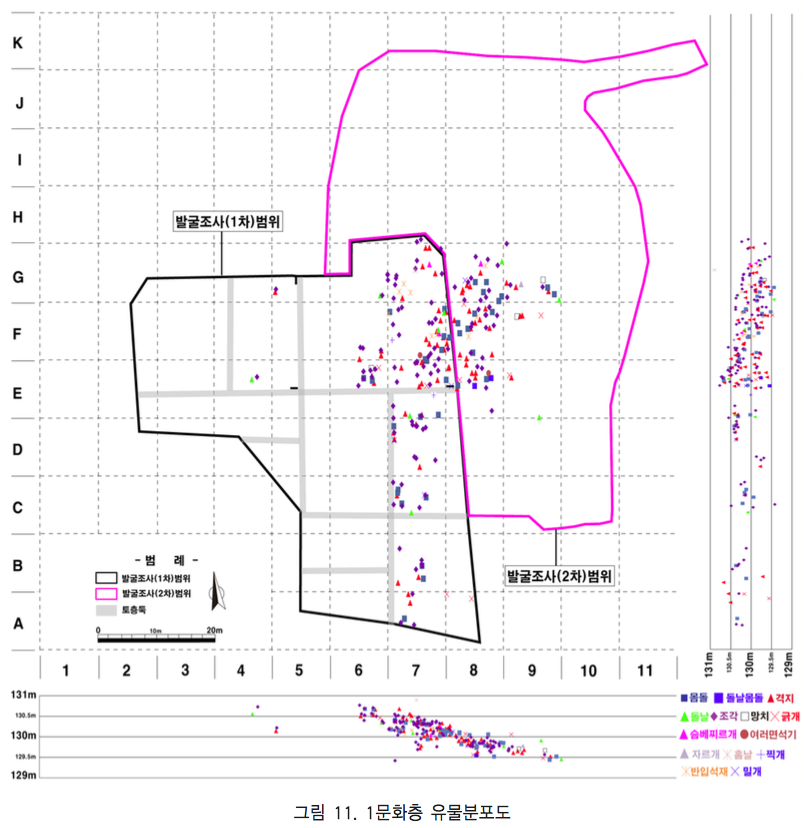 K
J
I
H
발굴조사(1차)범위
G
F
E
D
C
발굴조사(2차)범위
B
A
- 범 례 -
발굴조사(1차)범위
발굴조사(2차)범위
토층둑
0 10m 20m
1 2 3 4 5 6 7 8 9 10 11
131m 130.5m 130m 129.5m 129m
131m
130.5m
130m
129.5m
129m
몸돌 돌날몸돌 격지
돌날 조각 망치 긁개
슴베찌르개 여러면석기
자르개 홈날 찍개
반입석재 밀개
그림 11. 1문화층 유물분포도